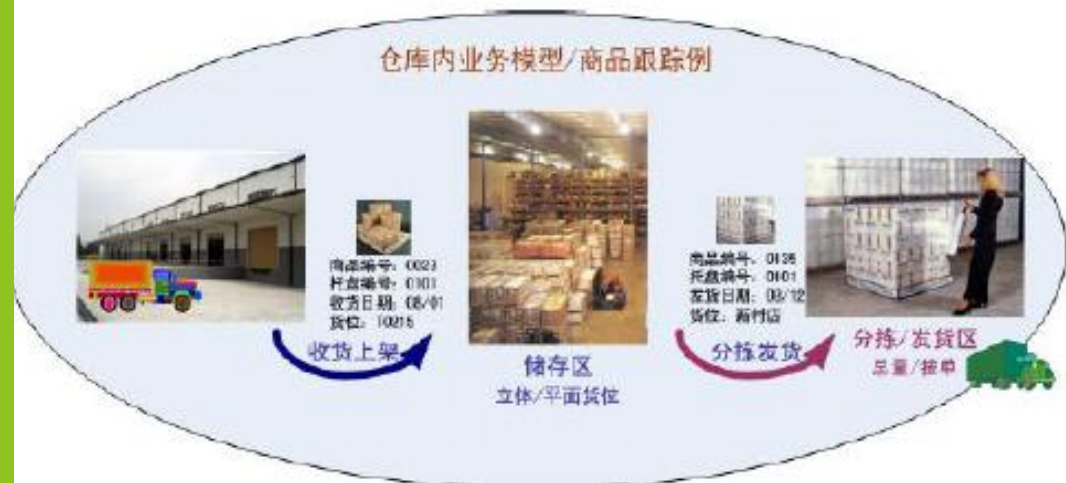 仓库内业务模型/商品跟踪例
商品编号：0023
托盘编号：0101
收货日期：08/01
货位：T0215
收货上架
储存区
立体/平面货位
商品编号：0135
托盘编号：0101
发货日期：08/12
货位：新村店
分拣发货
分拣/发货区
总量/按单